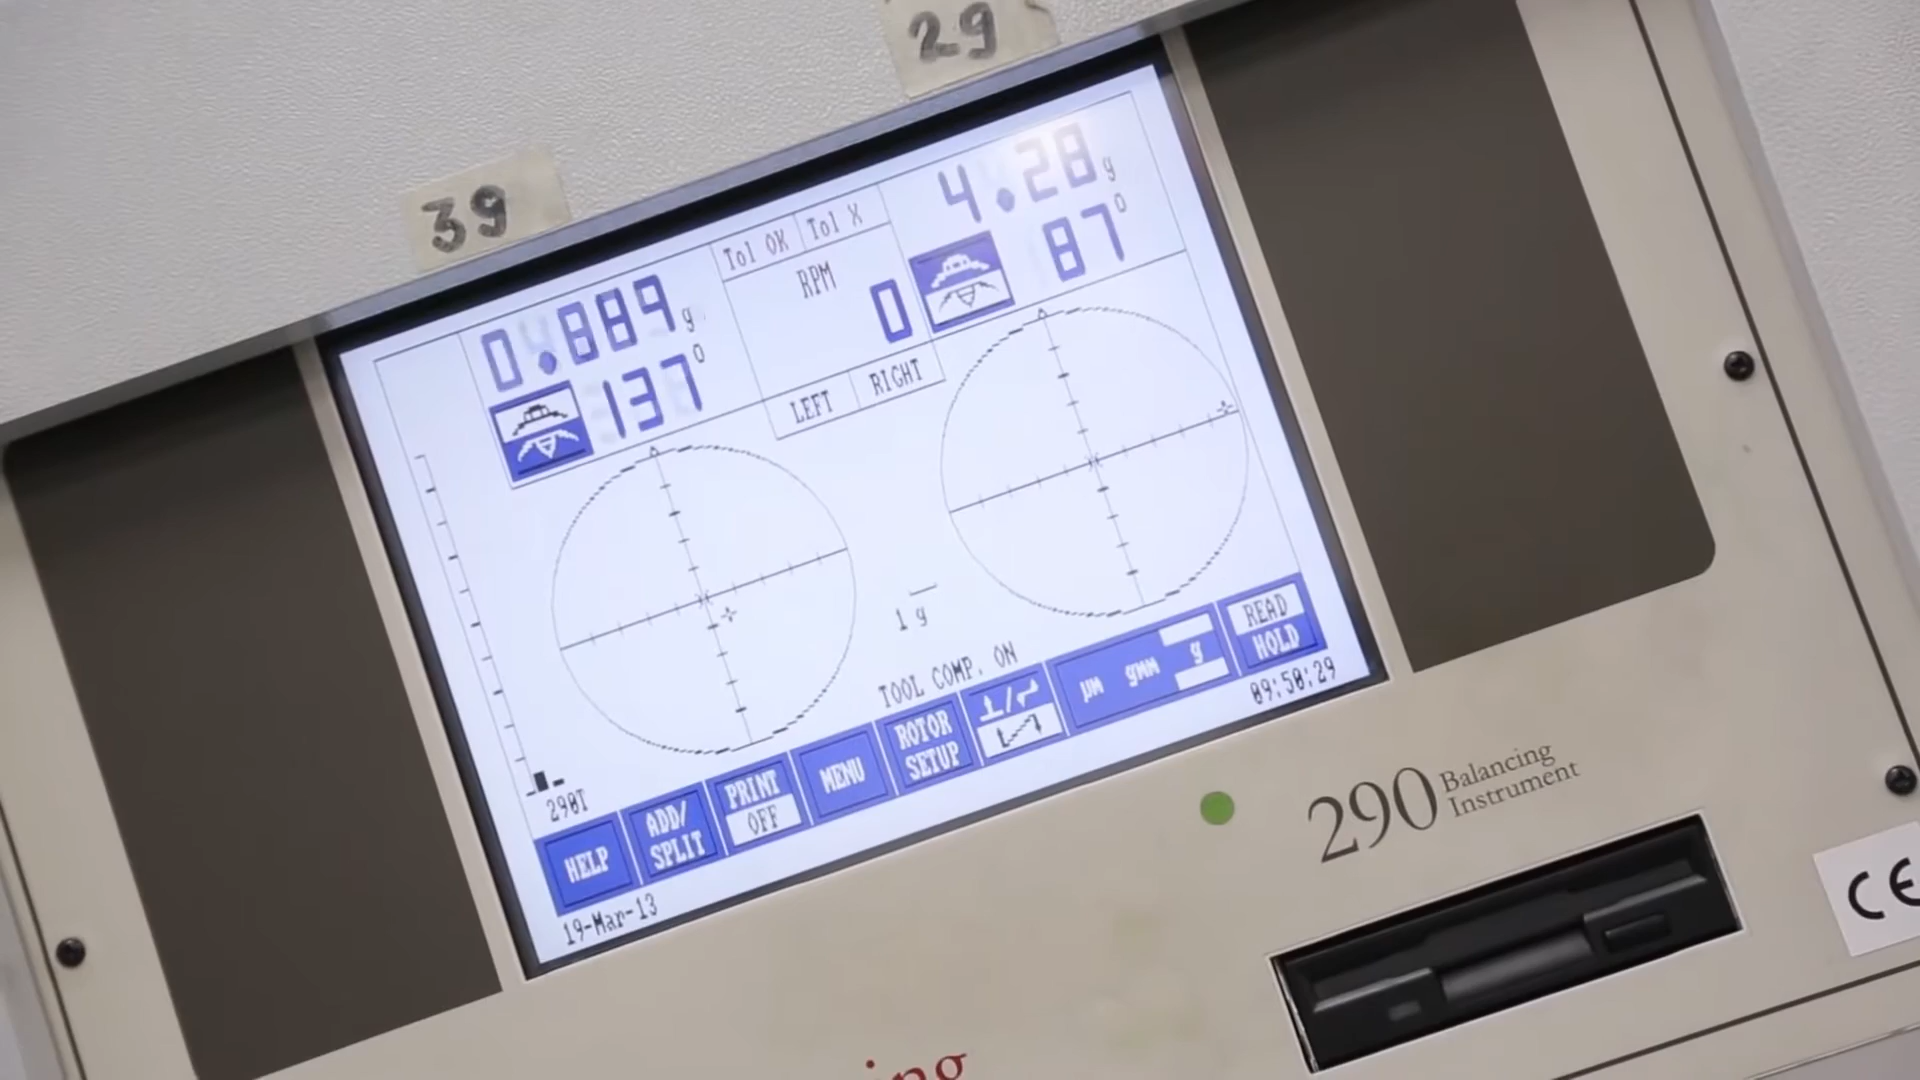 29
39
Tol OK
Tol X
4.28 g
87°
0.889 g
137°
RPM
0
LEFT
RIGHT
1 g
TOOL COMP. ON
290T
HELP
ADD/
SPLIT
PRINT
OFF
MENU
ROTOR
SETUP
µm gmm g
READ
HOLD
19-Mar-13
09:50:29
290 Balancing
Instrument
CE